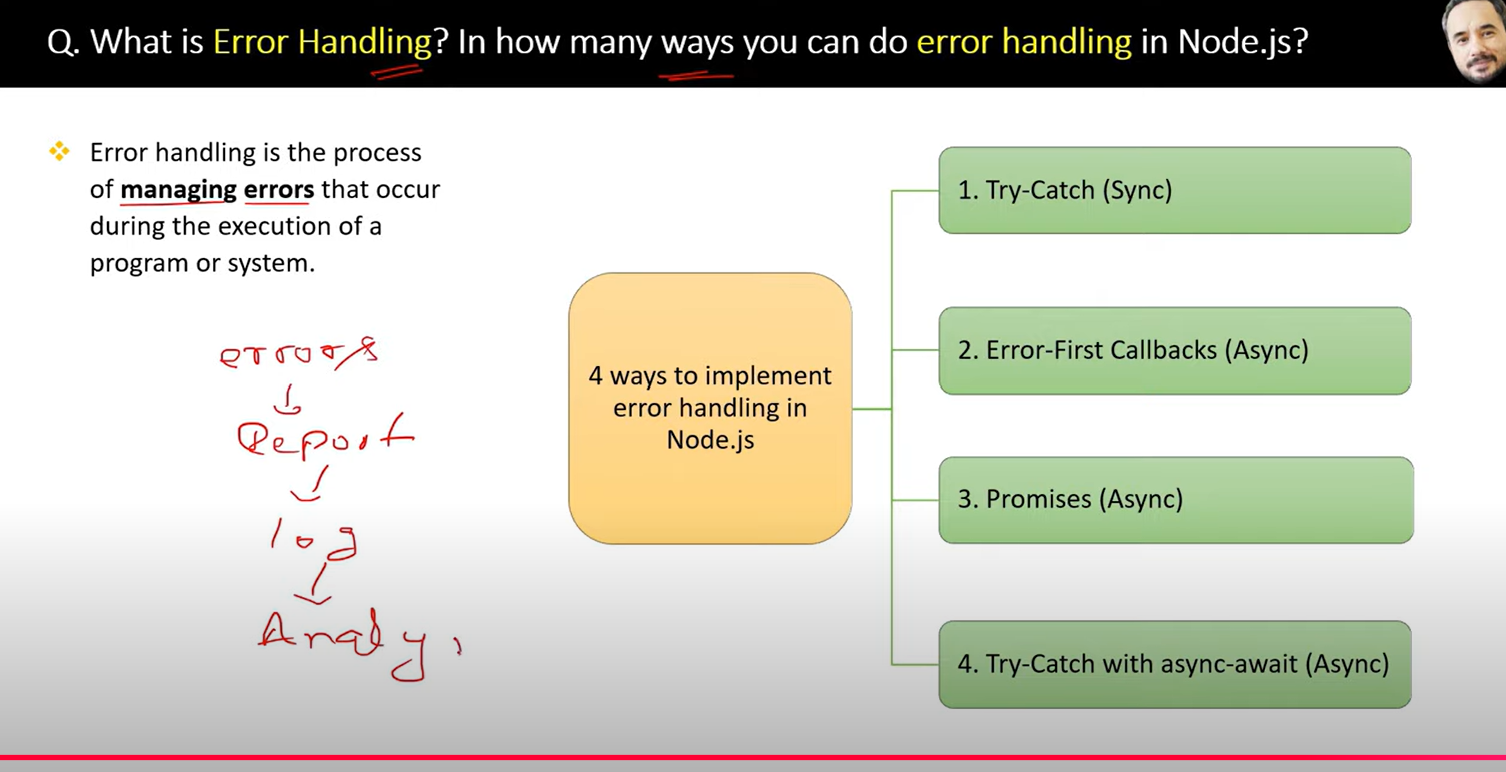 Q. What is Error Handling? In how many ways you can do error handling in Node.js?
Error handling is the process
of managing errors that occur
during the execution of a
program or system.
errors
Report
log
Analy
4 ways to implement
error handling in
Node.js
1. Try-Catch (Sync)
2. Error-First Callbacks (Async)
3. Promises (Async)
4. Try-Catch with async-await (Async)